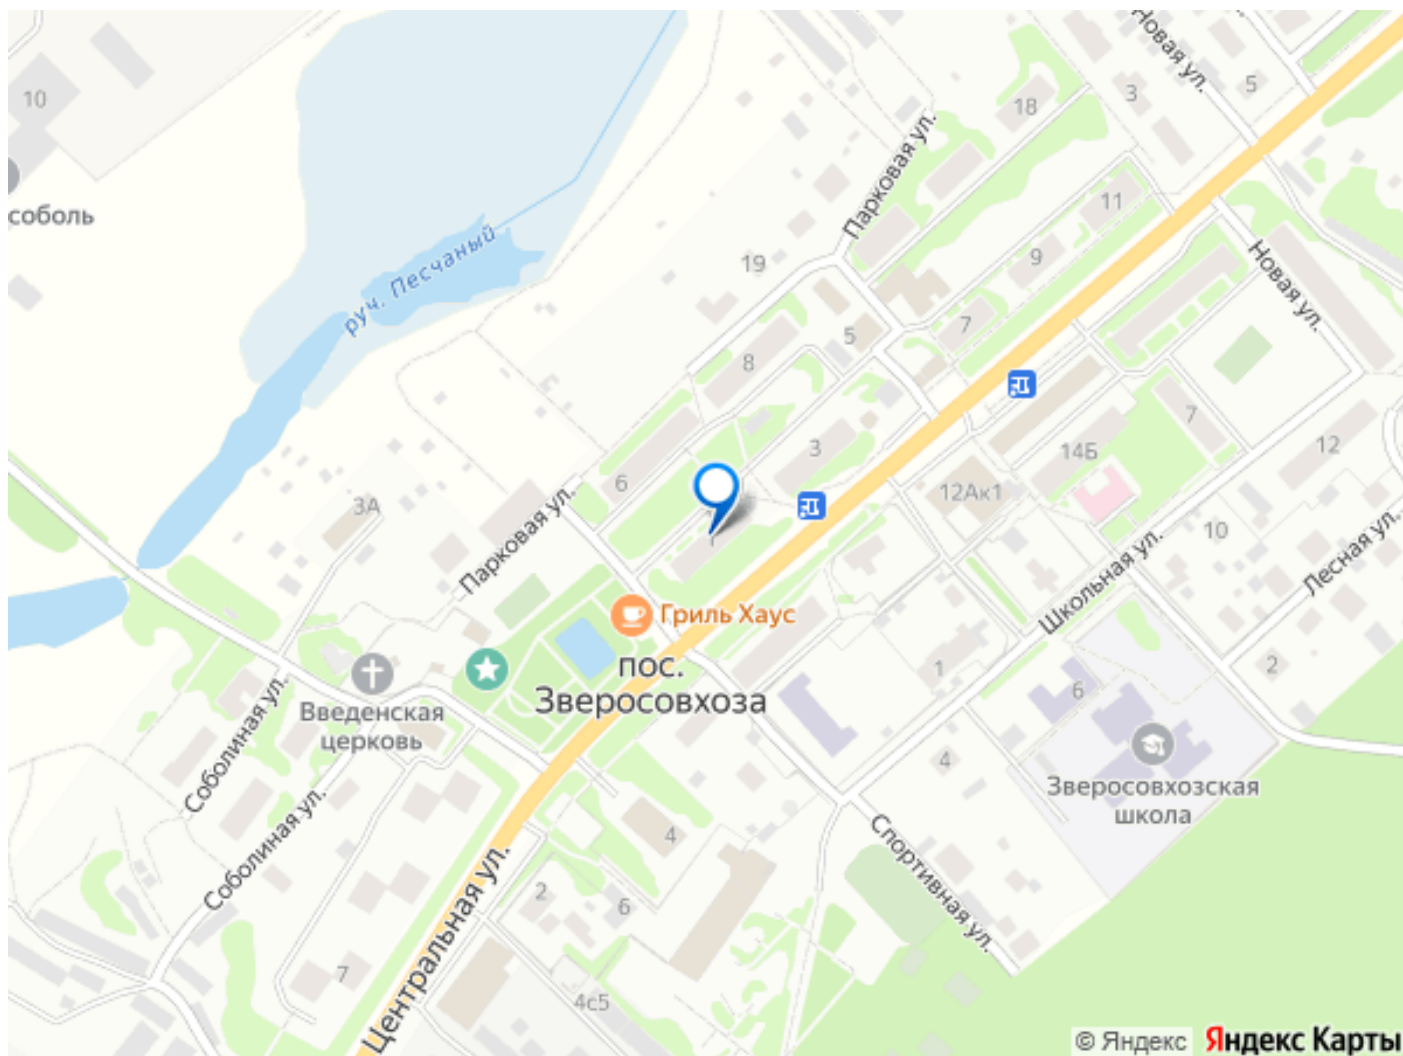 Новая ул.
10
18
3
5
соболь
Парковая ул.
11
руч. Песчаный
19
9
Новая ул.
5
7
8
3
7
14Б
12
6
12Ак1
3А
Парковая ул.
10
Лесная ул.
1
Школьная ул.
Гриль Хаус
пос.
Зверосовхоза
1
2
6
Введенская
церковь
Соболиная ул.
4
Зверосовхозская
школа
Соболиная ул.
4
Спортивная ул.
Центральная ул.
2
6
7
4с5
© Яндекс
Яндекс Карты